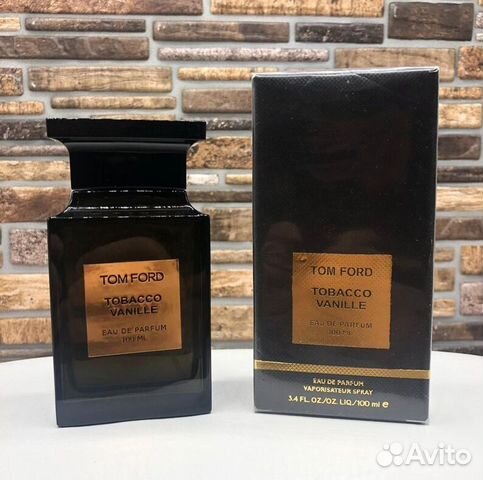 TOM FORD
TOBACCO
VANILLE
EAU DE PARFUM
100 ML
TOM FORD
TOBACCO
VANILLE
EAU DE PARFUM
100 ML
EAU DE PARFUM
VAPORISATEUR SPRAY
3.4 FL. OZ/OZ. LIQ/100 ml e
Avito